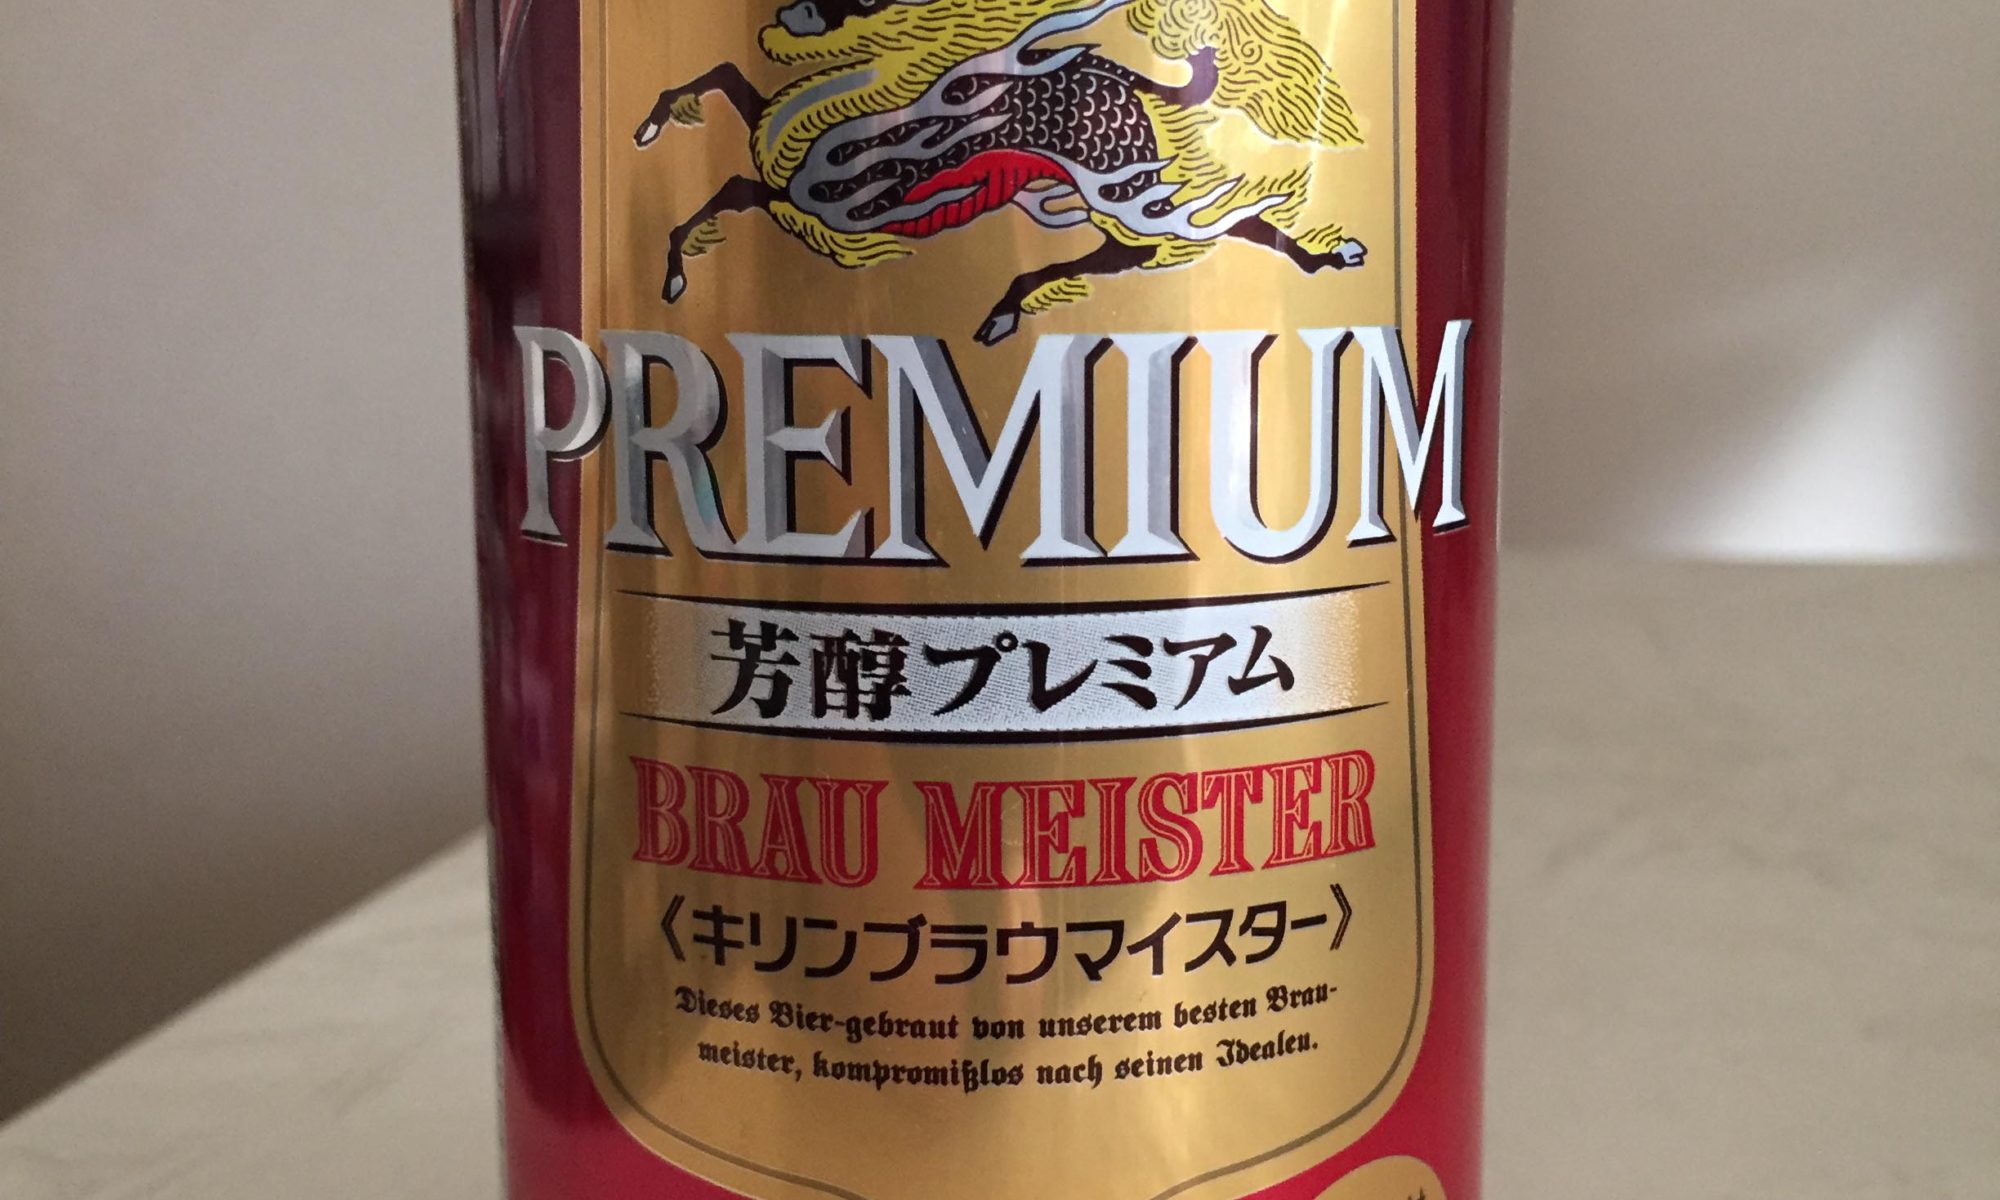 PREMIUM
芳醇プレミアム
BRAU MEISTER
《キリンブラウマイスター》
Dieses Bier-gebraut von unserem besten Brau-
meister, kompromißlos nach seinen Idealen.